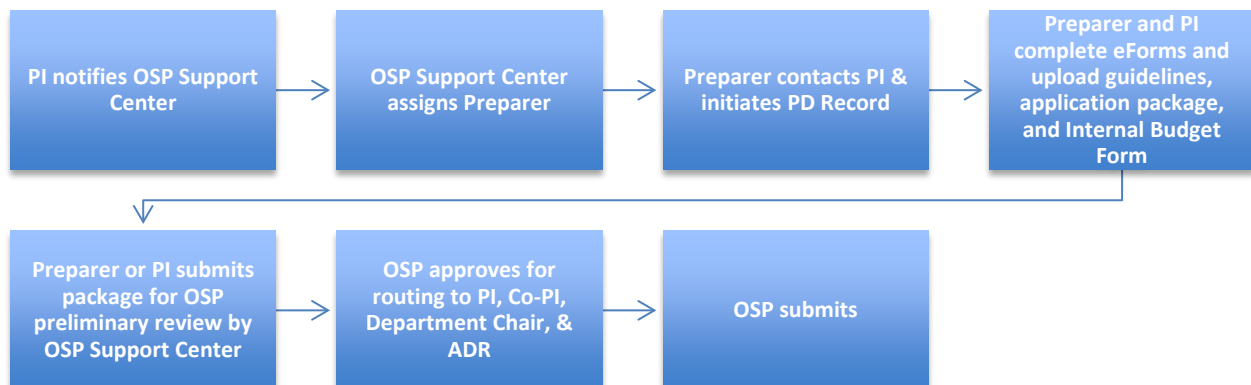 PI notifies OSP Support
Center
OSP Support Center
assigns Preparer
Preparer contacts PI &
initiates PD Record
Preparer and PI
complete eForms and
upload guidelines,
application package,
and Internal Budget
Form
Preparer or PI submits
package for OSP
preliminary review by
OSP Support Center
OSP approves for
routing to PI, Co-PI,
Department Chair, &
ADR
OSP submits